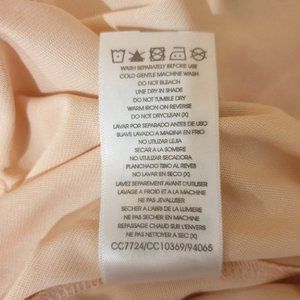 WASH SEPARATELY BEFORE USE
COLD GENTLE MACHINE WASH
DO NOT BLEACH
LINE DRY IN SHADE
DO NOT TUMBLE DRY
WARM IRON ON REVERSE
DO NOT DRYCLEAN (X)
LAVAR POR SEPARADO ANTES DE USO
SUAVE LAVADO A MAQINA EN FRIO
NO UTILIZAR LEJIA
SECAR A LA SOMBRE
NO UTILIZAR SECADORA
PLANCHADO TIBIO AL REVES
NO LAVAR EN SECO (X)
LAVEZ SEPAREMENT AVANT D'USAGE
LAVAGE A FROID ET A LA MACHINE
NE PAS JEVALLISER
SECHER A L'ABRI DE LA LUMIERE
NE PAS SECHER EN MACHINE
REPASSAGE CHAUD SUR L'ENVERS
NE PAS NETTOYER A SEC (X)
CC7724/CC10369/94065